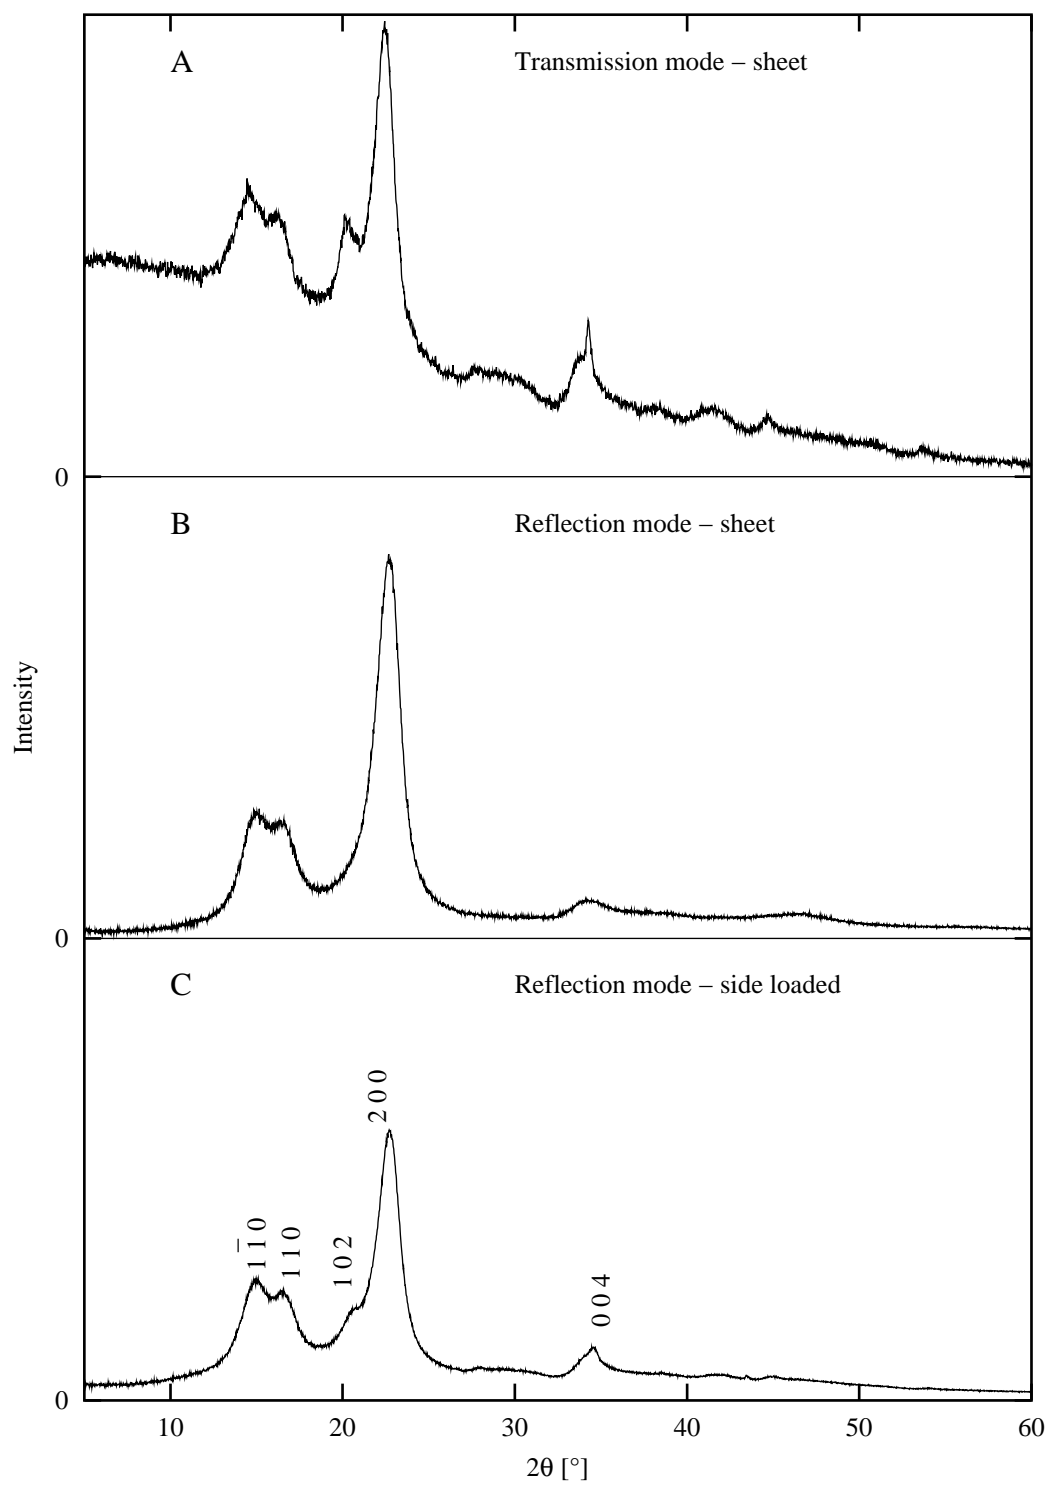 A
Transmission mode – sheet
0
B
Reflection mode – sheet
Intensity
0
C
Reflection mode – side loaded
2 0 0
1 1̅ 0
1 1 0
1 0 2
0 0 4
0
10 20 30 40 50 60
2θ [°]